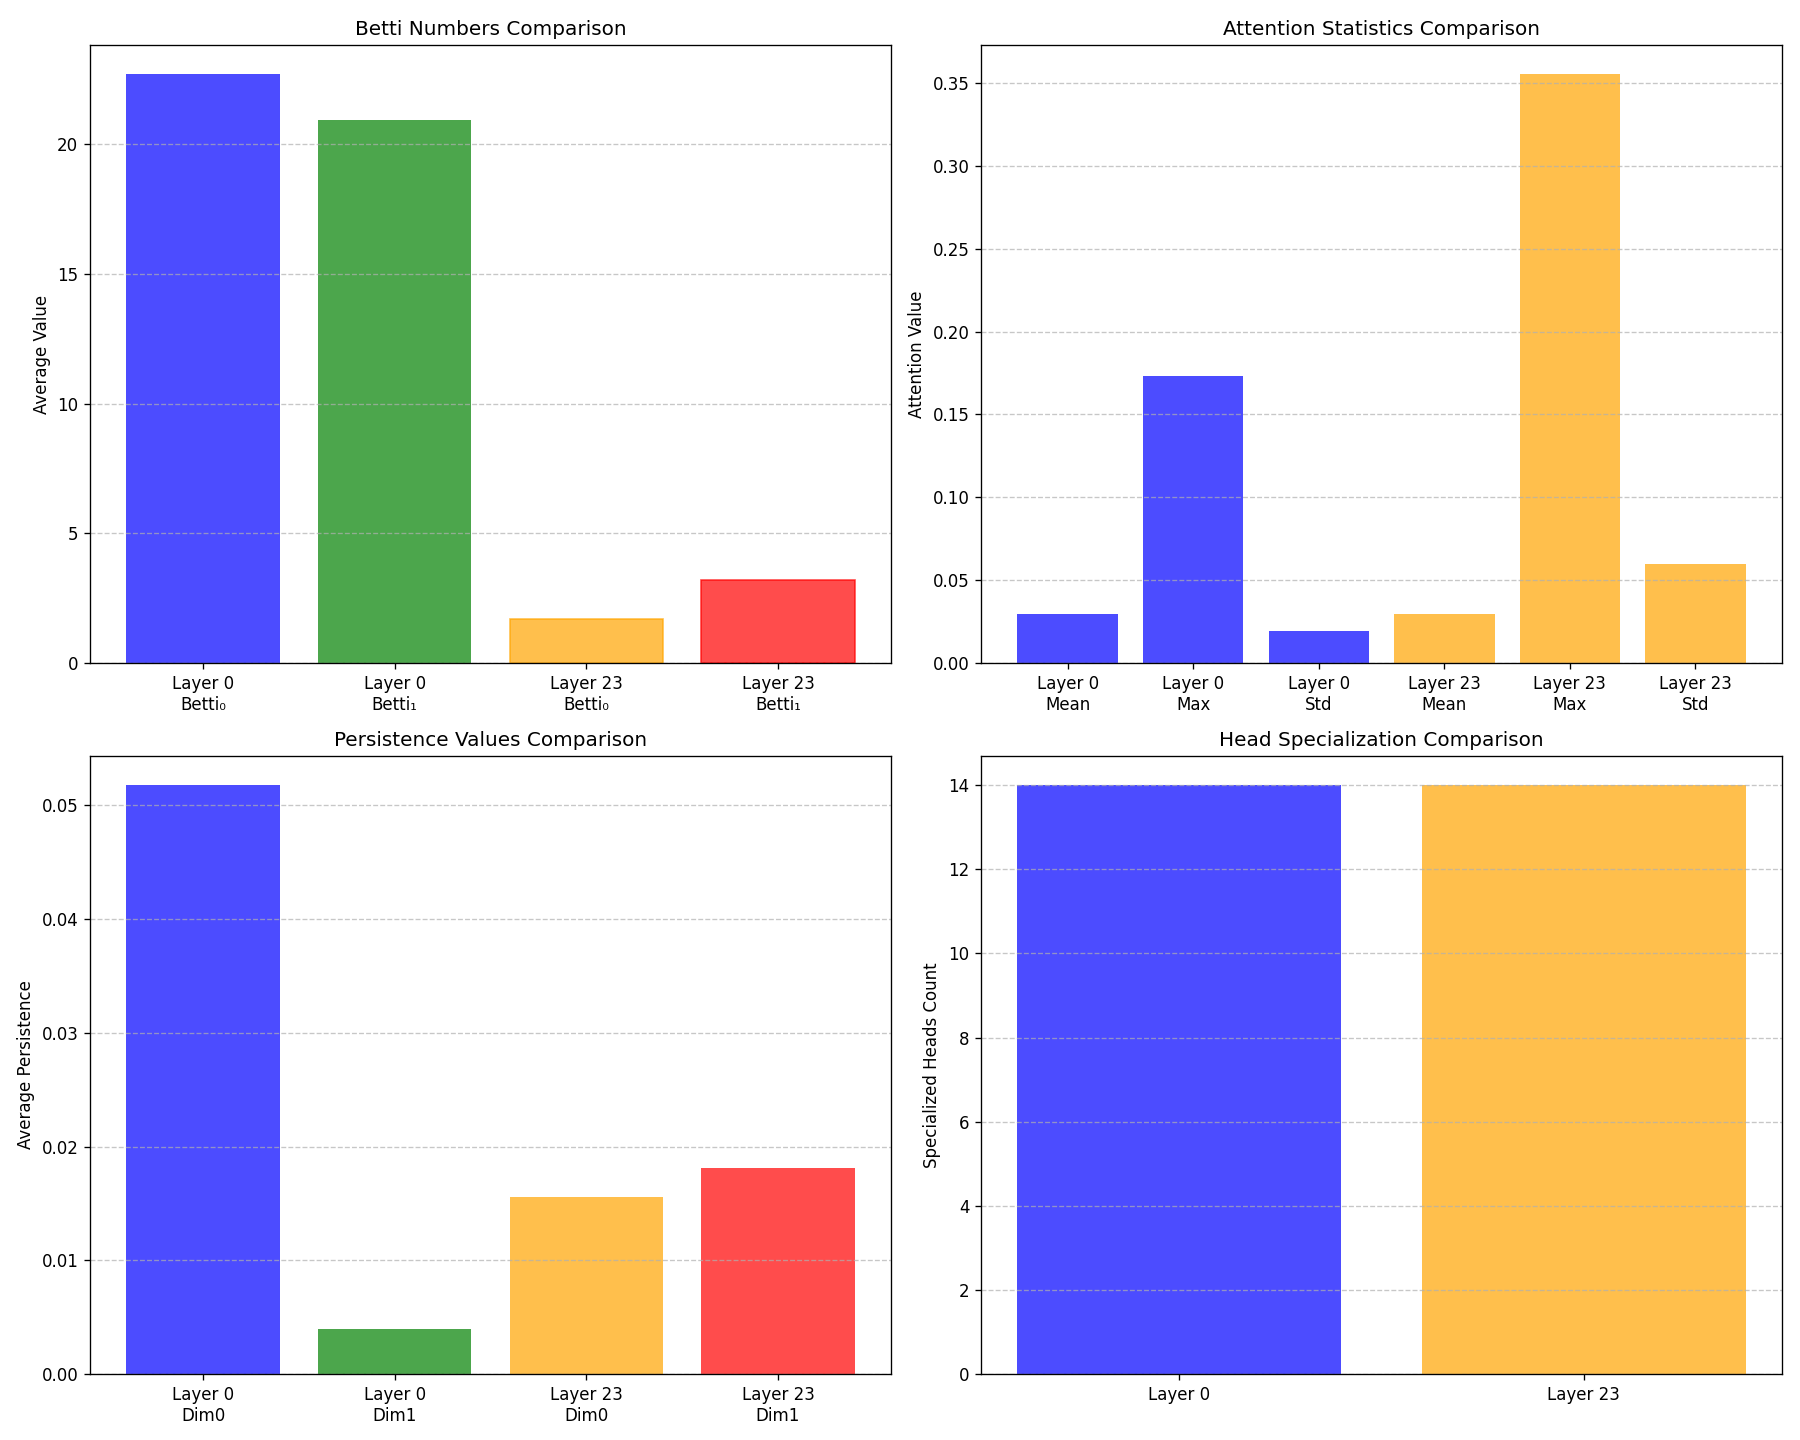 Betti Numbers Comparison
Average Value
20
15
10
5
0
Layer 0
Betti₀
Layer 0
Betti₁
Layer 23
Betti₀
Layer 23
Betti₁
Attention Statistics Comparison
Attention Value
0.35
0.30
0.25
0.20
0.15
0.10
0.05
0.00
Layer 0
Mean
Layer 0
Max
Layer 0
Std
Layer 23
Mean
Layer 23
Max
Layer 23
Std
Persistence Values Comparison
Average Persistence
0.05
0.04
0.03
0.02
0.01
0.00
Layer 0
Dim0
Layer 0
Dim1
Layer 23
Dim0
Layer 23
Dim1
Head Specialization Comparison
Specialized Heads Count
14
12
10
8
6
4
2
0
Layer 0
Layer 23